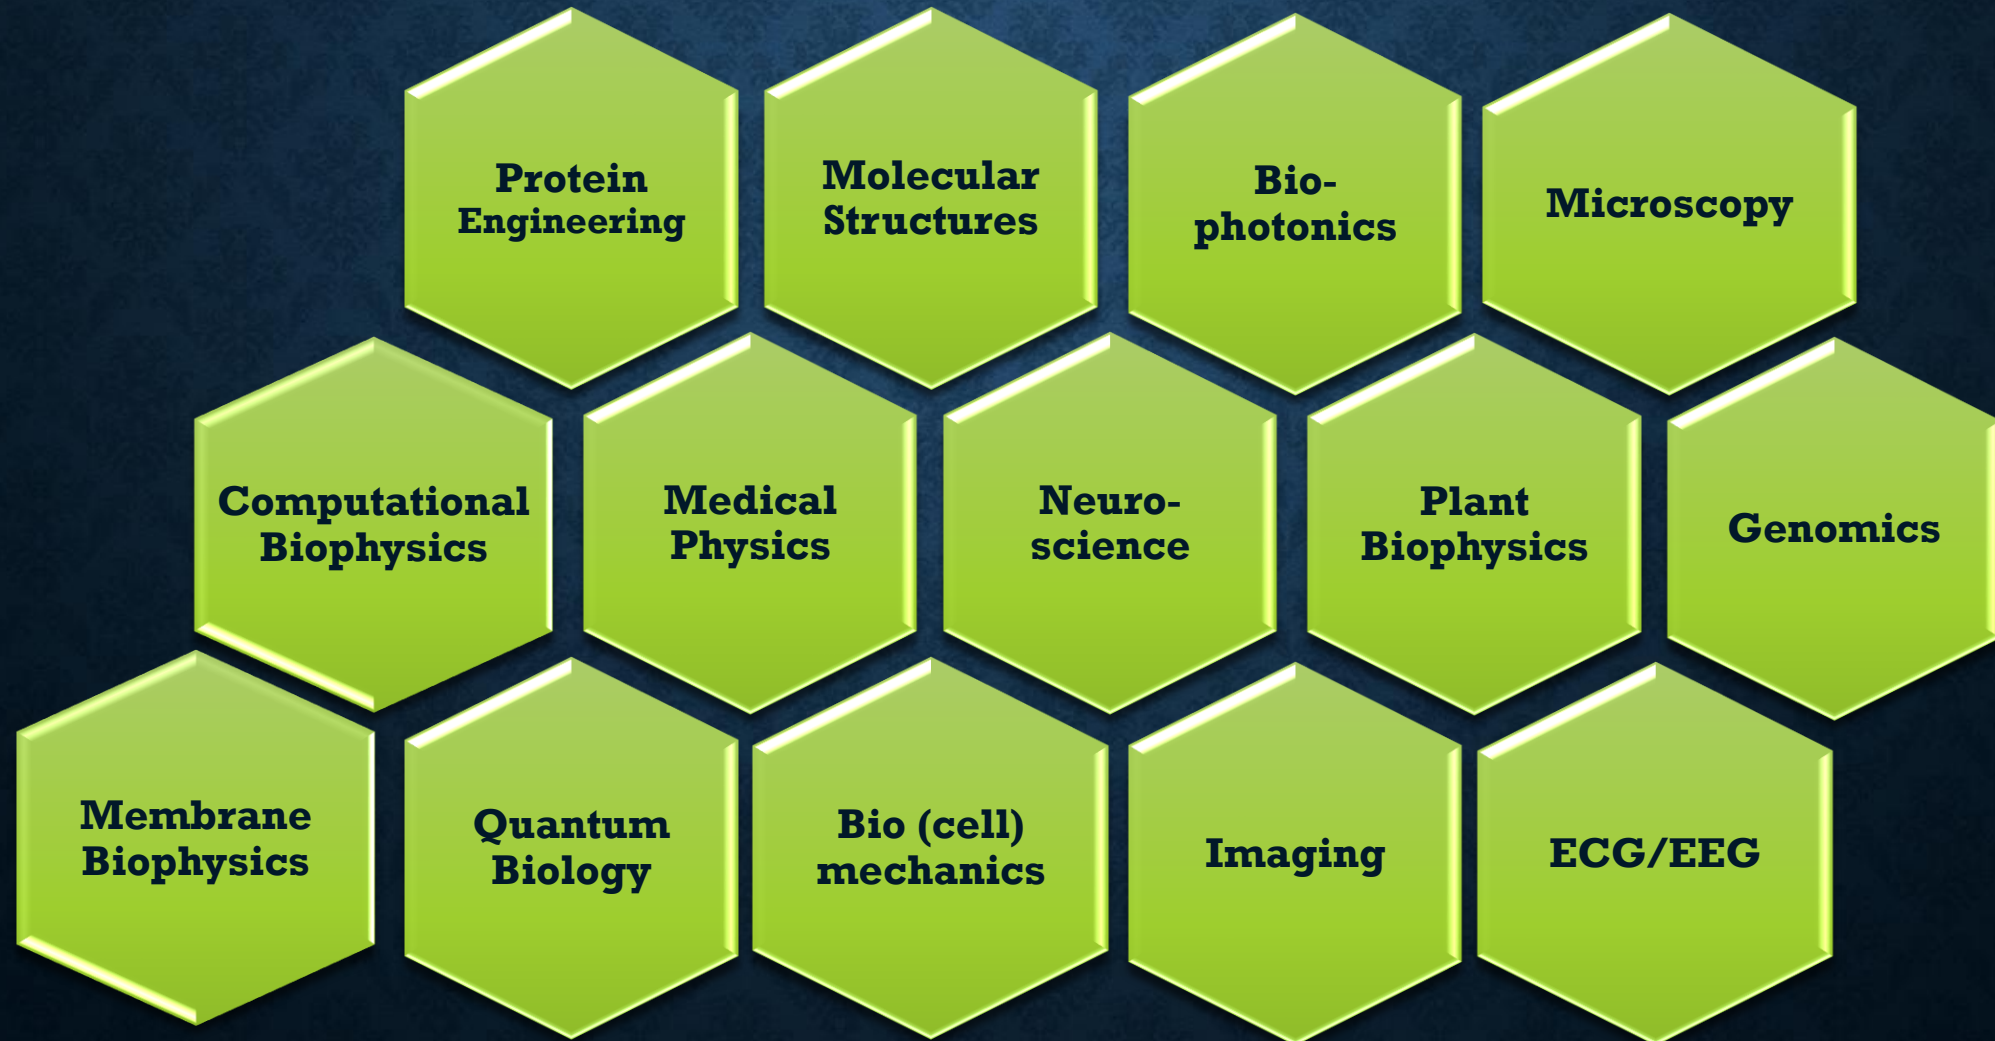 Protein
Engineering
Molecular
Structures
Bio-
photonics
Microscopy
Computational
Biophysics
Medical
Physics
Neuro-
science
Plant
Biophysics
Genomics
Membrane
Biophysics
Quantum
Biology
Bio (cell)
mechanics
Imaging
ECG/EEG